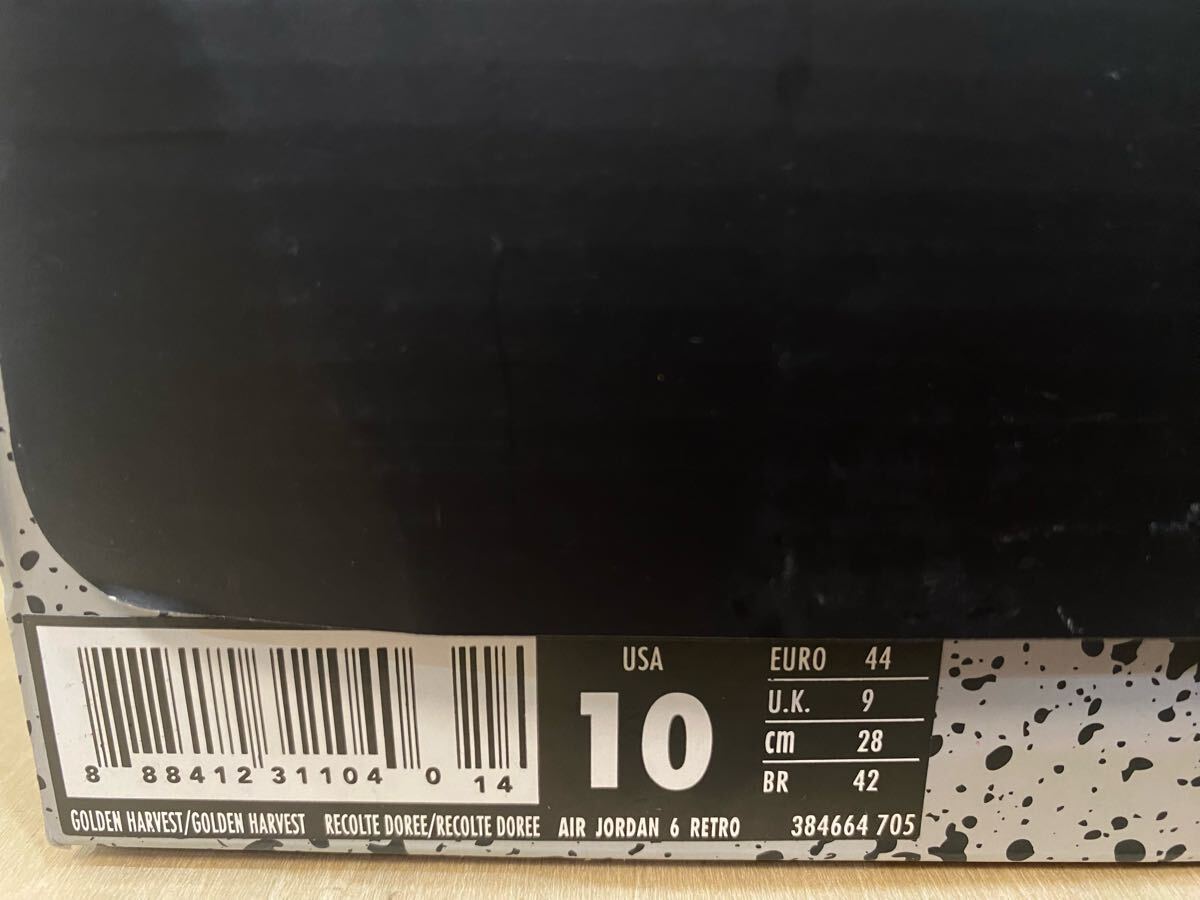 USA
10
EURO 44
U.K. 9
cm 28
BR 42
8 88412 31104 0 14
GOLDEN HARVEST/GOLDEN HARVEST RECOLTE DOREE/RECOLTE DOREE AIR JORDAN 6 RETRO 384664 705